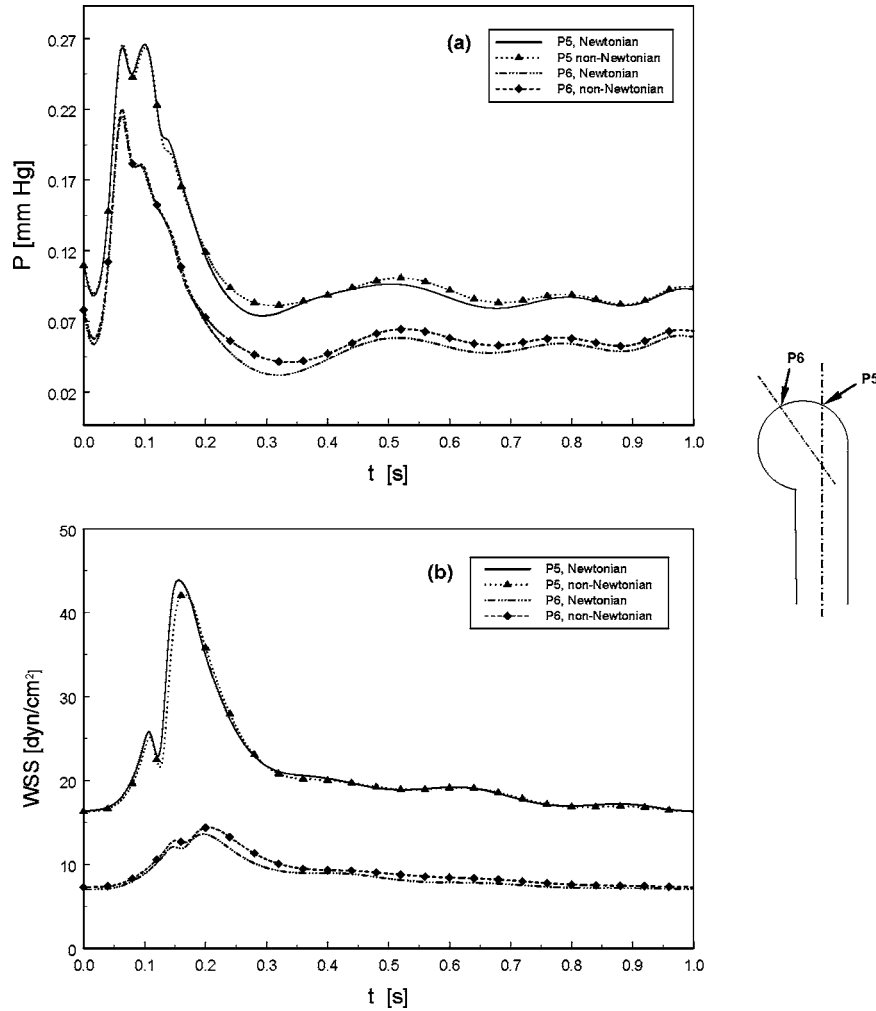 (a)
P5, Newtonian
P5 non-Newtonian
P6, Newtonian
P6, non-Newtonian
P [mm Hg]
0.27
0.22
0.17
0.12
0.07
0.02
0.0 0.1 0.2 0.3 0.4 0.5 0.6 0.7 0.8 0.9 1.0
t [s]
P6
P5
(b)
P5, Newtonian
P5, non-Newtonian
P6, Newtonian
P6, non-Newtonian
WSS [dyn/cm²]
50
40
30
20
10
0
0.0 0.1 0.2 0.3 0.4 0.5 0.6 0.7 0.8 0.9 1.0
t [s]